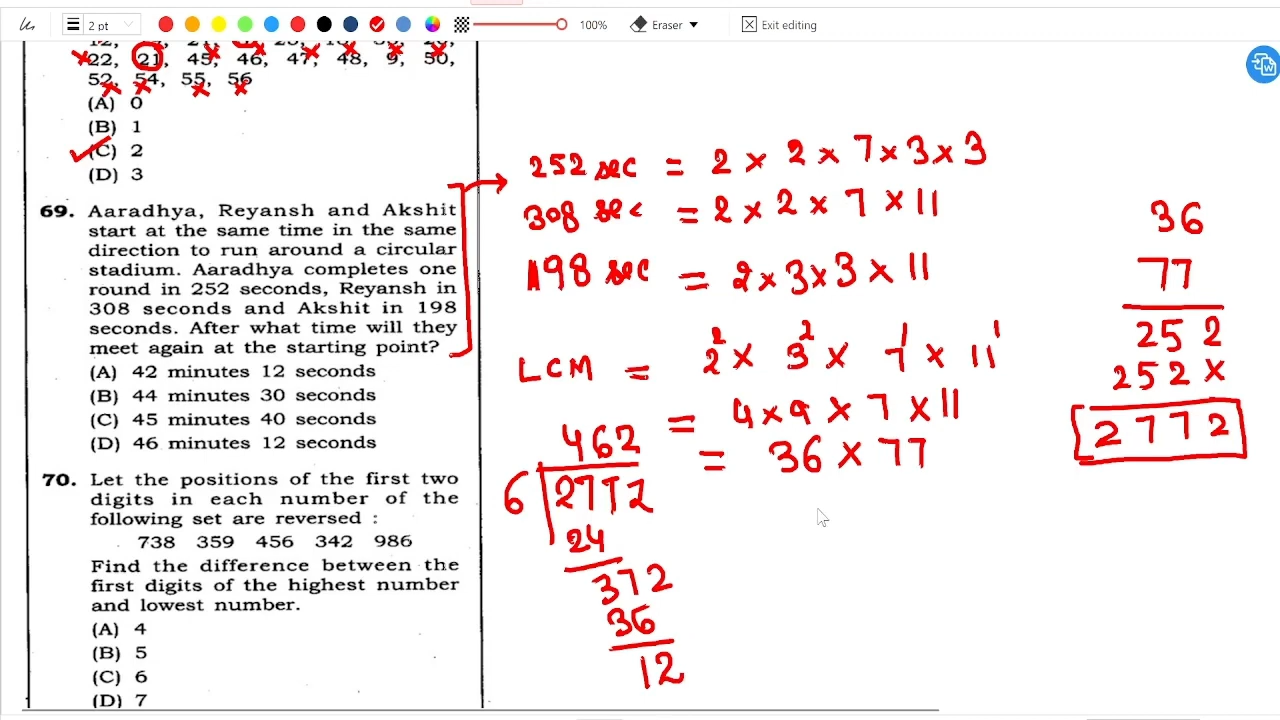 2 pt
100%
Eraser
Exit editing
22, 21, 45, 46, 47, 48, 9, 50,
52, 54, 55, 56
(A) 0
(B) 1
(C) 2
(D) 3
69. Aaradhya, Reyansh and Akshit
start at the same time in the same
direction to run around a circular
stadium. Aaradhya completes one
round in 252 seconds, Reyansh in
308 seconds and Akshit in 198
seconds. After what time will they
meet again at the starting point?
(A) 42 minutes 12 seconds
(B) 44 minutes 30 seconds
(C) 45 minutes 40 seconds
(D) 46 minutes 12 seconds
70. Let the positions of the first two
digits in each number of the
following set are reversed :
738 359 456 342 986
Find the difference between the
first digits of the highest number
and lowest number.
(A) 4
(B) 5
(C) 6
(D) 7
252 sec = 2 × 2 × 7 × 3 × 3
308 sec = 2 × 2 × 7 × 11
198 sec = 2 × 3 × 3 × 11
LCM = 2² × 3² × 7¹ × 11¹
= 4 × 9 × 7 × 11
= 36 × 77
462
6 2772
24
372
36
12
36
77
252
252 ×
2772